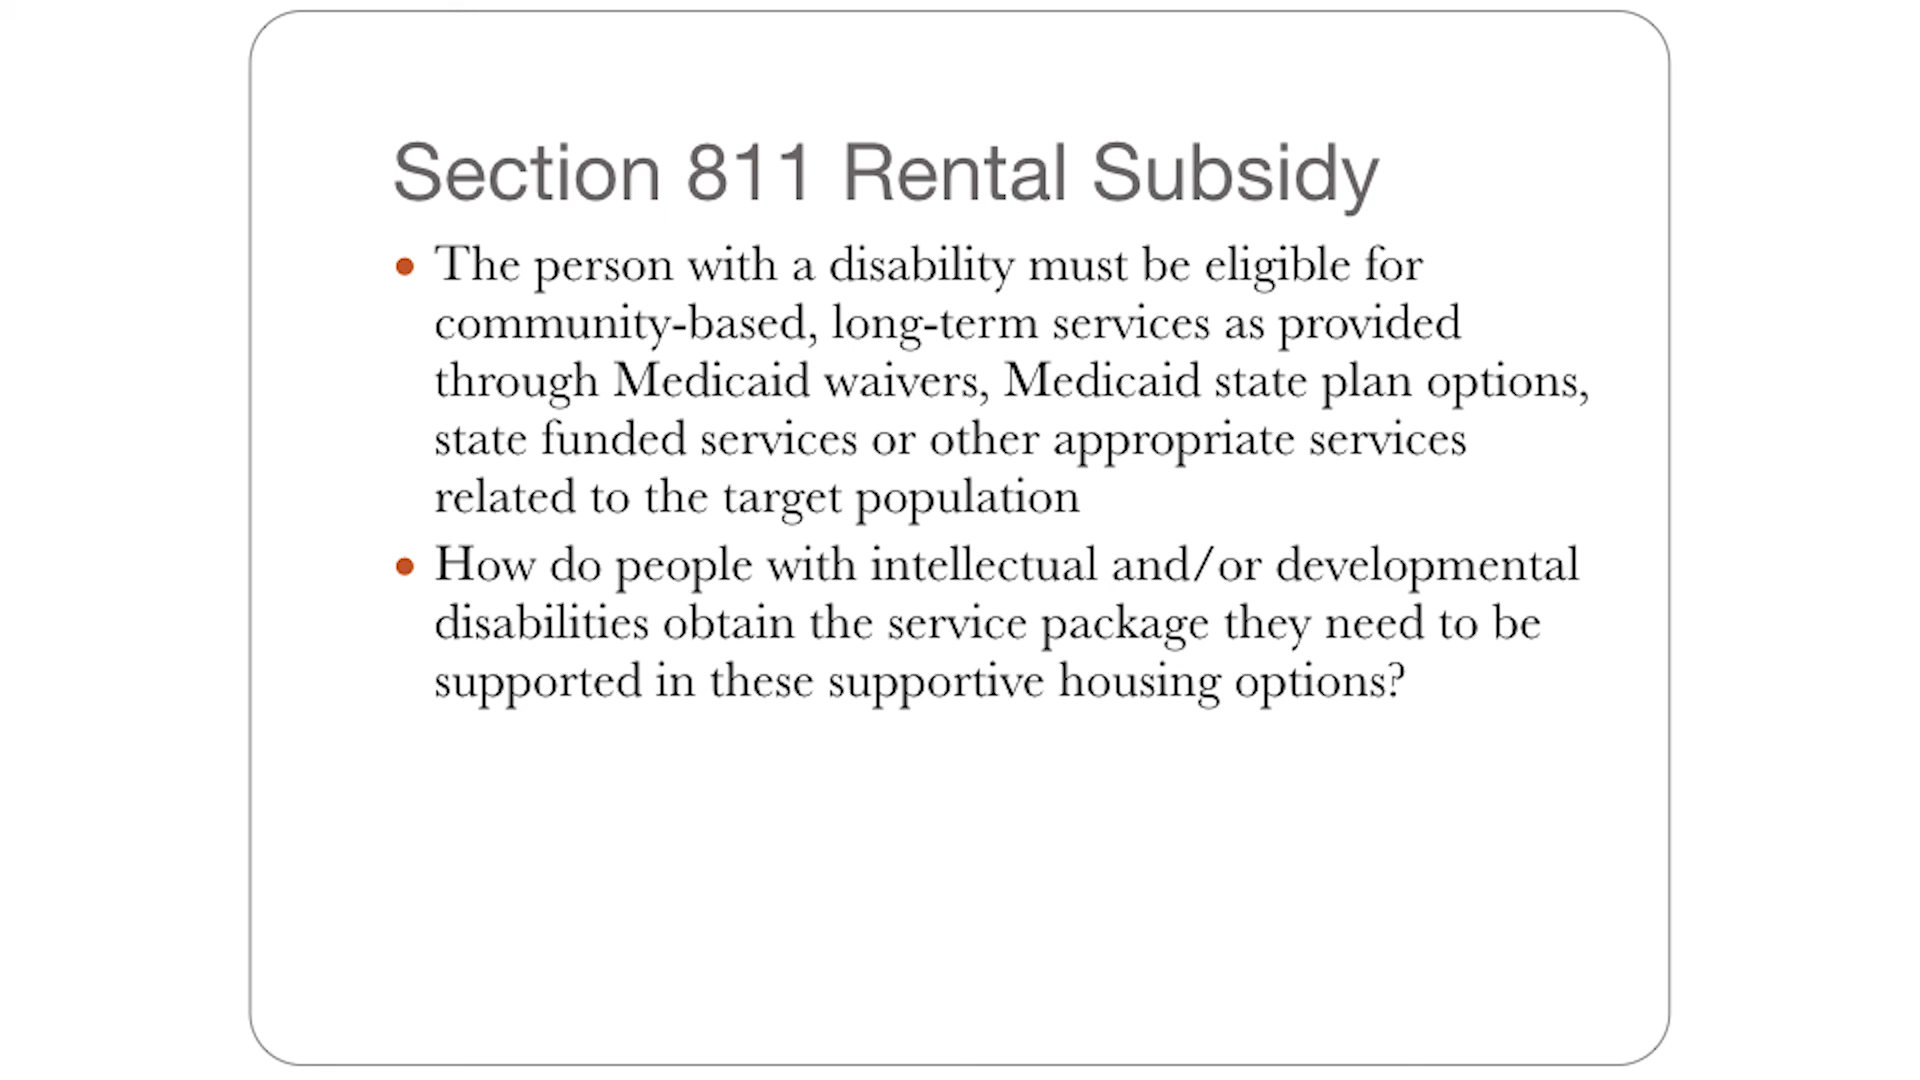 Section 811 Rental Subsidy
• The person with a disability must be eligible for
community-based, long-term services as provided
through Medicaid waivers, Medicaid state plan options,
state funded services or other appropriate services
related to the target population
• How do people with intellectual and/or developmental
disabilities obtain the service package they need to be
supported in these supportive housing options?